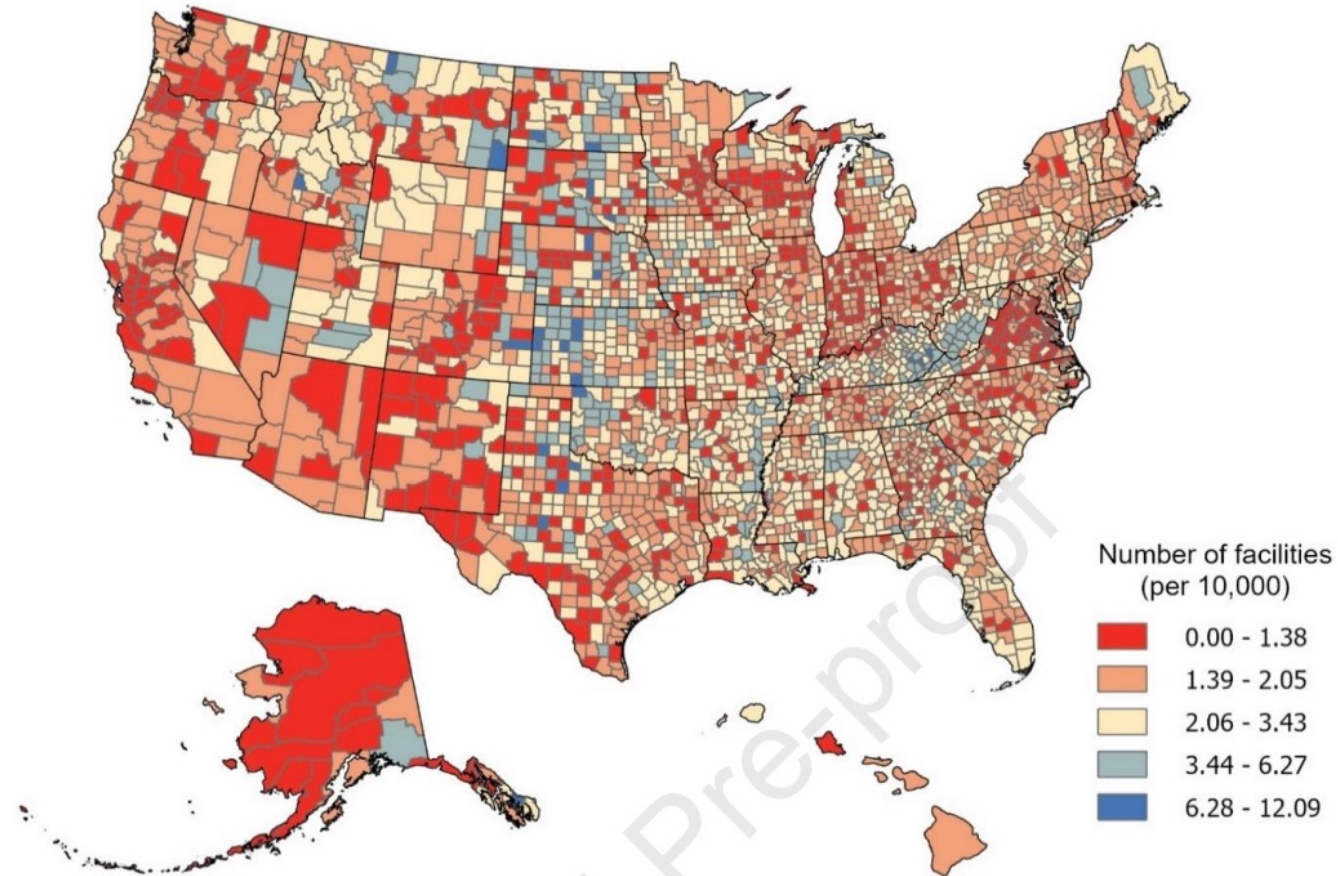 Number of facilities
(per 10,000)
0.00 - 1.38
1.39 - 2.05
2.06 - 3.43
3.44 - 6.27
6.28 - 12.09
Pre-proof